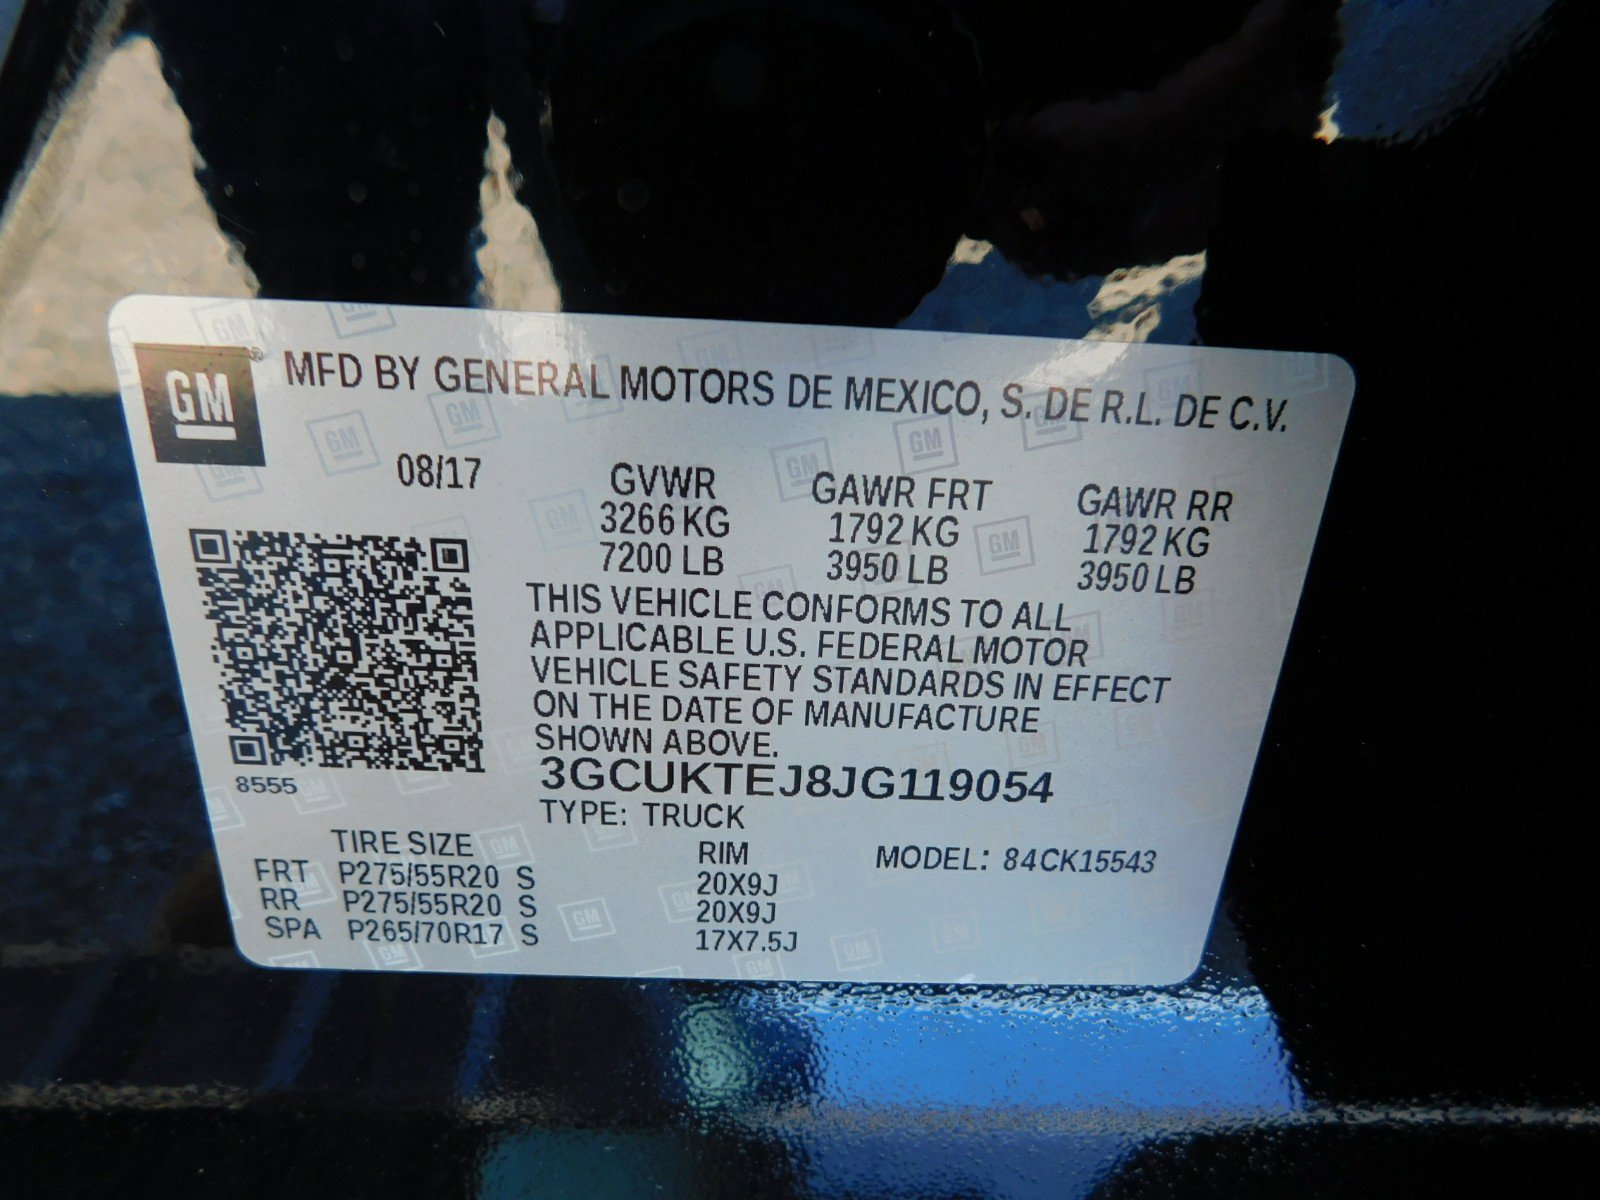 GM® MFD BY GENERAL MOTORS DE MEXICO, S. DE R.L. DE C.V.
08/17 GVWR GAWR FRT GAWR RR
3266 KG 1792 KG 1792 KG
7200 LB 3950 LB 3950 LB
THIS VEHICLE CONFORMS TO ALL
APPLICABLE U.S. FEDERAL MOTOR
VEHICLE SAFETY STANDARDS IN EFFECT
ON THE DATE OF MANUFACTURE
SHOWN ABOVE.
8555 3GCUKTEJ8JG119054
TYPE: TRUCK
TIRE SIZE RIM MODEL: 84CK15543
FRT P275/55R20 S 20X9J
RR P275/55R20 S 20X9J
SPA P265/70R17 S 17X7.5J